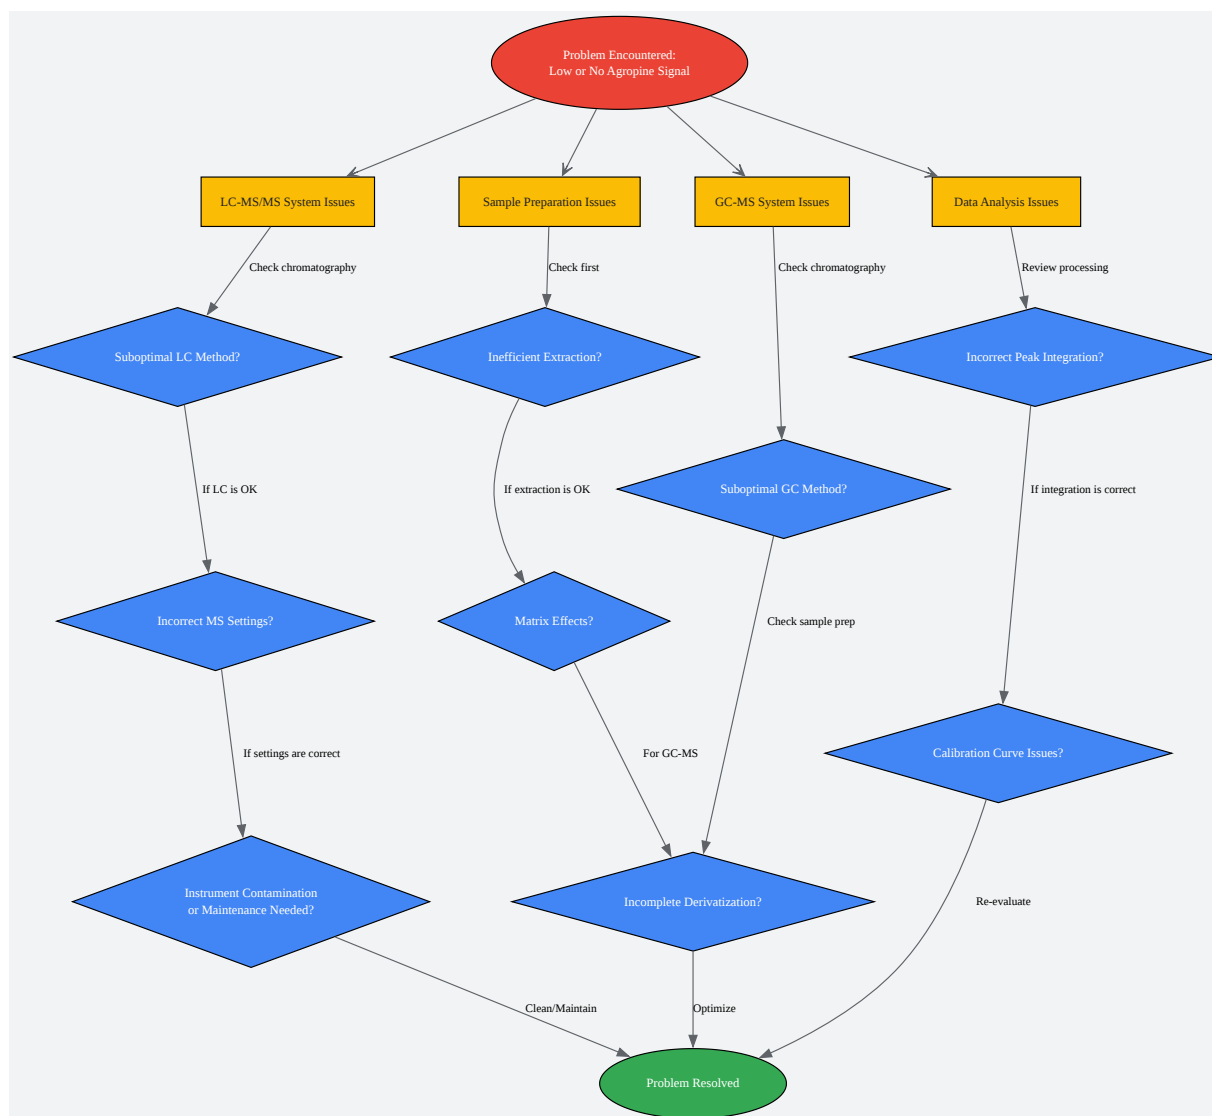 Problem Encountered:
Low or No Agropine Signal
LC-MS/MS System Issues
Sample Preparation Issues
GC-MS System Issues
Data Analysis Issues
Check chromatography
Check first
Check chromatography
Review processing
Suboptimal LC Method?
Inefficient Extraction?
Incorrect Peak Integration?
If LC is OK
If extraction is OK
Suboptimal GC Method?
If integration is correct
Incorrect MS Settings?
Matrix Effects?
Check sample prep
If settings are correct
For GC-MS
Calibration Curve Issues?
Instrument Contamination
or Maintenance Needed?
Incomplete Derivatization?
Re-evaluate
Clean/Maintain
Optimize
Problem Resolved